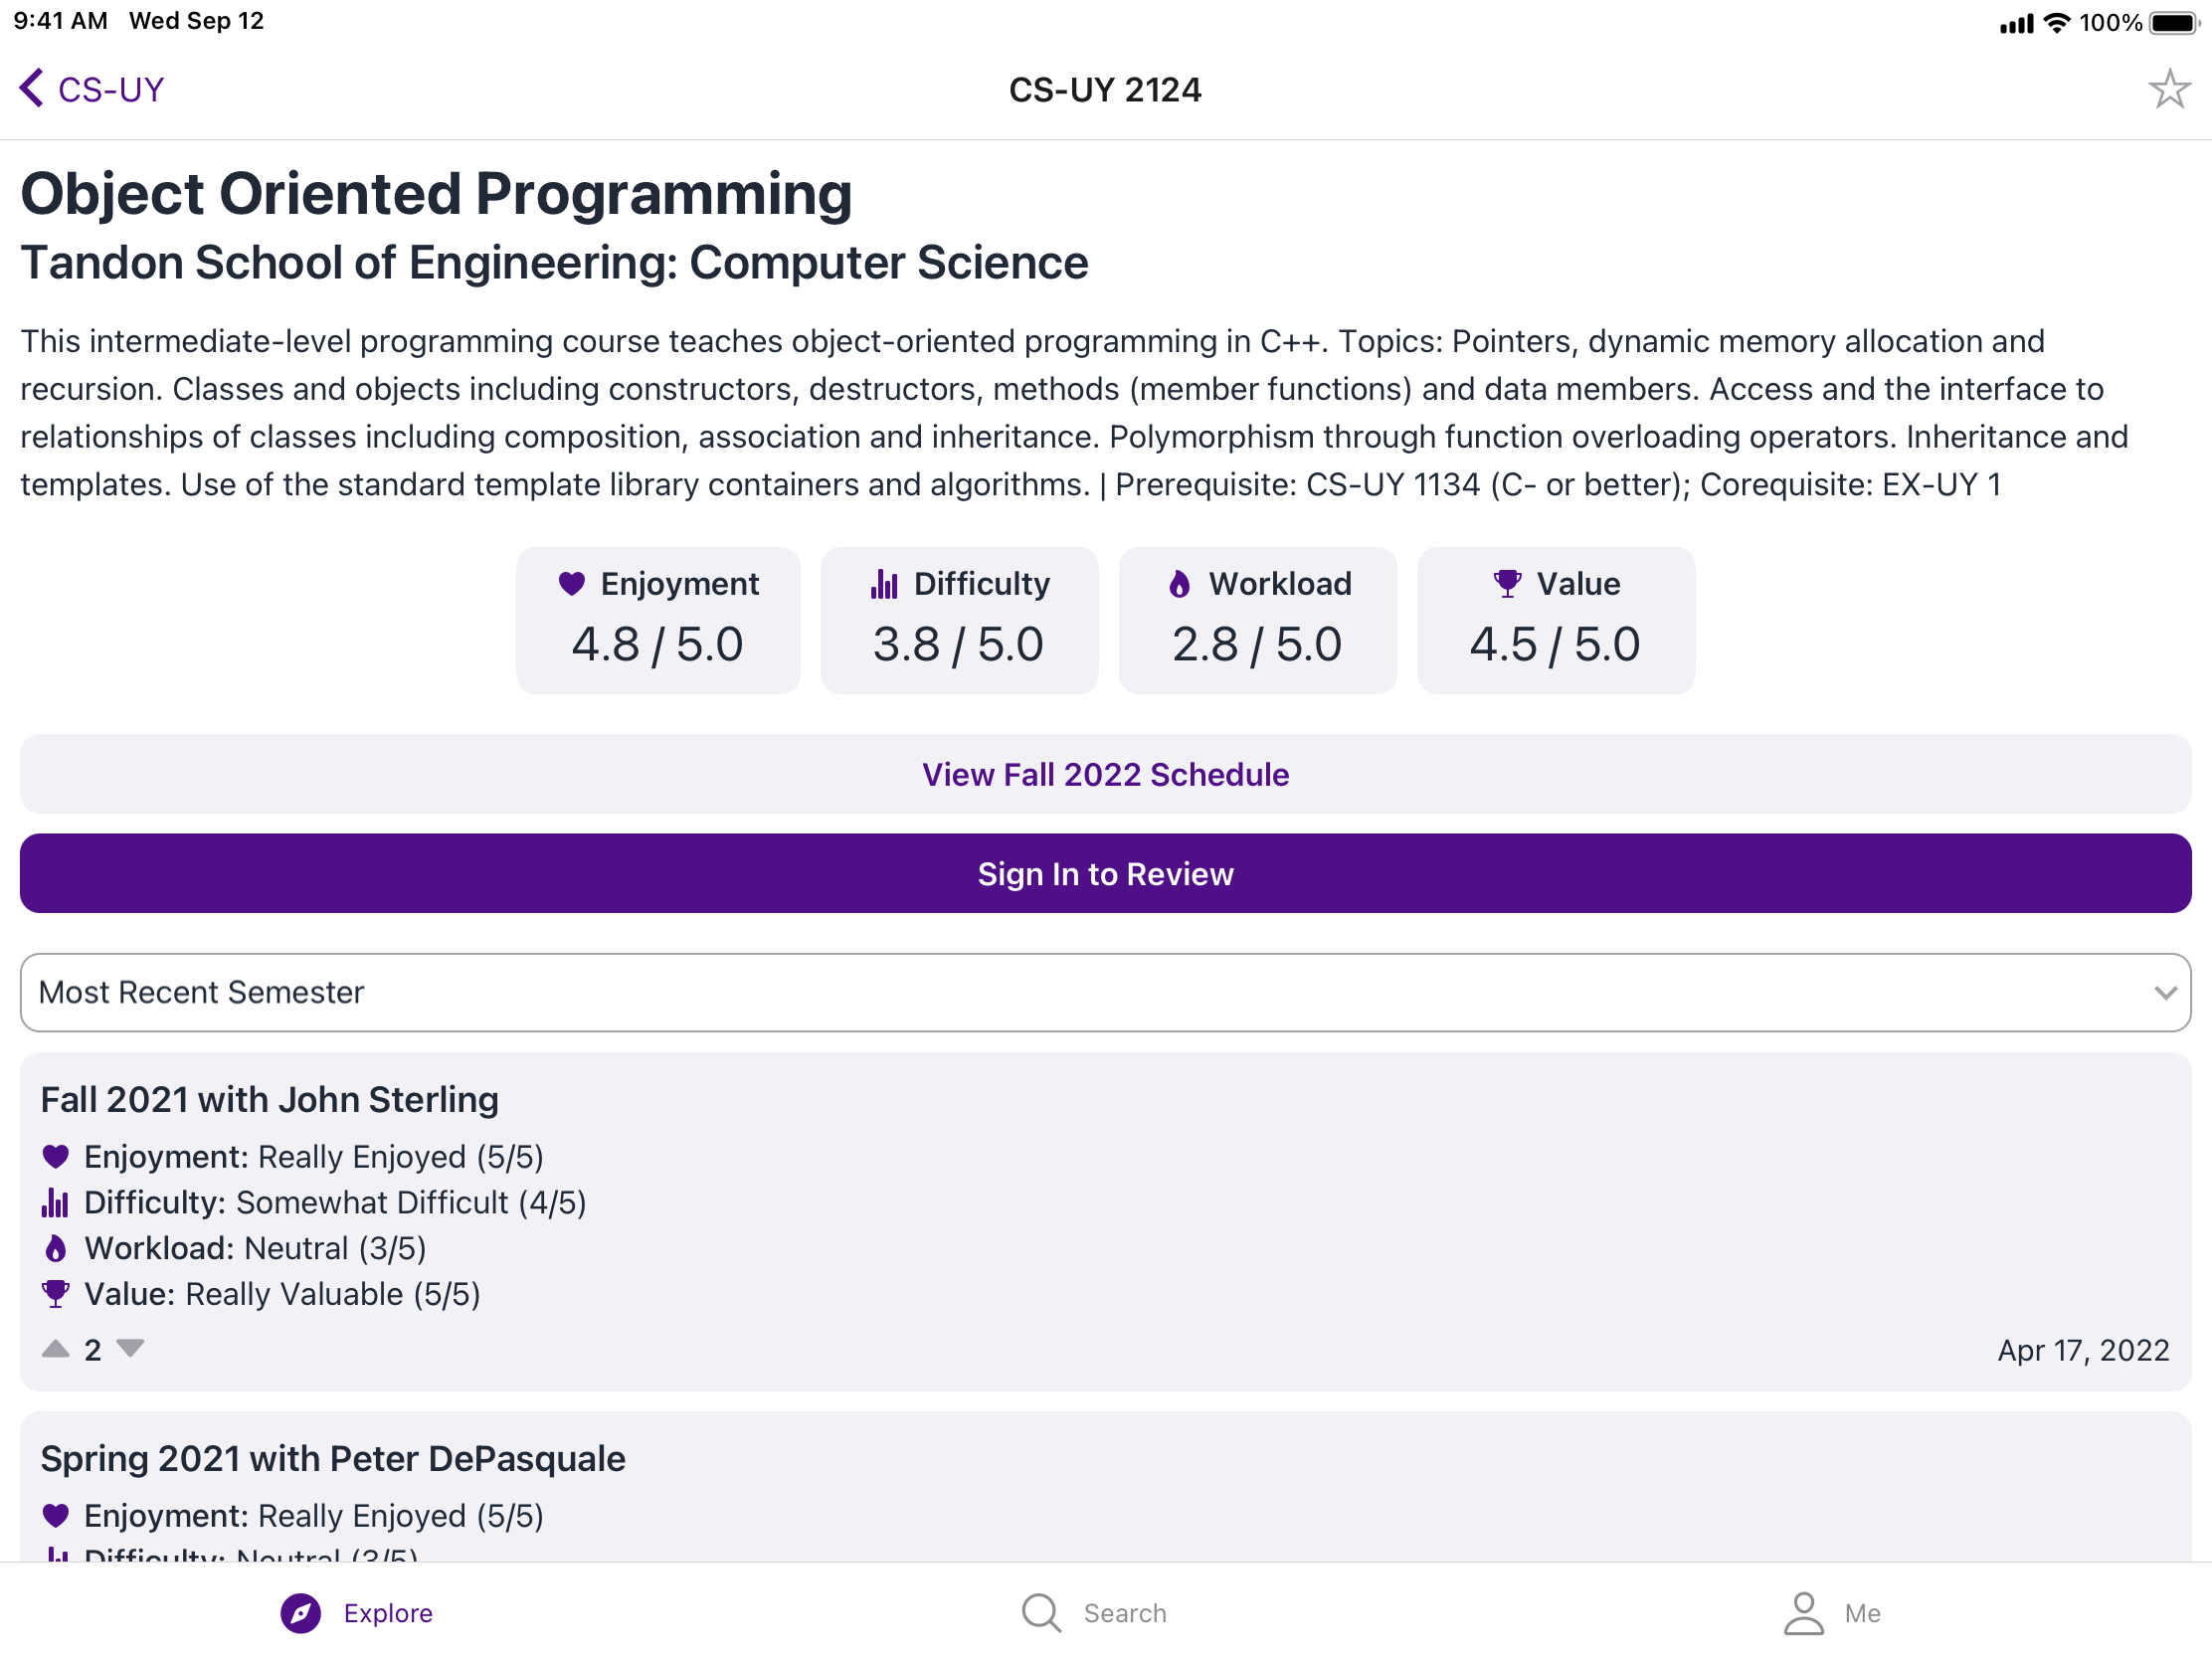 9:41 AM Wed Sep 12 100%
CS-UY CS-UY 2124
Object Oriented Programming
Tandon School of Engineering: Computer Science
This intermediate-level programming course teaches object-oriented programming in C++. Topics: Pointers, dynamic memory allocation and
recursion. Classes and objects including constructors, destructors, methods (member functions) and data members. Access and the interface to
relationships of classes including composition, association and inheritance. Polymorphism through function overloading operators. Inheritance and
templates. Use of the standard template library containers and algorithms. | Prerequisite: CS-UY 1134 (C- or better); Corequisite: EX-UY 1
Enjoyment Difficulty Workload Value
4.8 / 5.0 3.8 / 5.0 2.8 / 5.0 4.5 / 5.0
View Fall 2022 Schedule
Sign In to Review
Most Recent Semester
Fall 2021 with John Sterling
Enjoyment: Really Enjoyed (5/5)
Difficulty: Somewhat Difficult (4/5)
Workload: Neutral (3/5)
Value: Really Valuable (5/5)
2 Apr 17, 2022
Spring 2021 with Peter DePasquale
Enjoyment: Really Enjoyed (5/5)
Difficulty: Neutral (3/5)
Explore Search Me